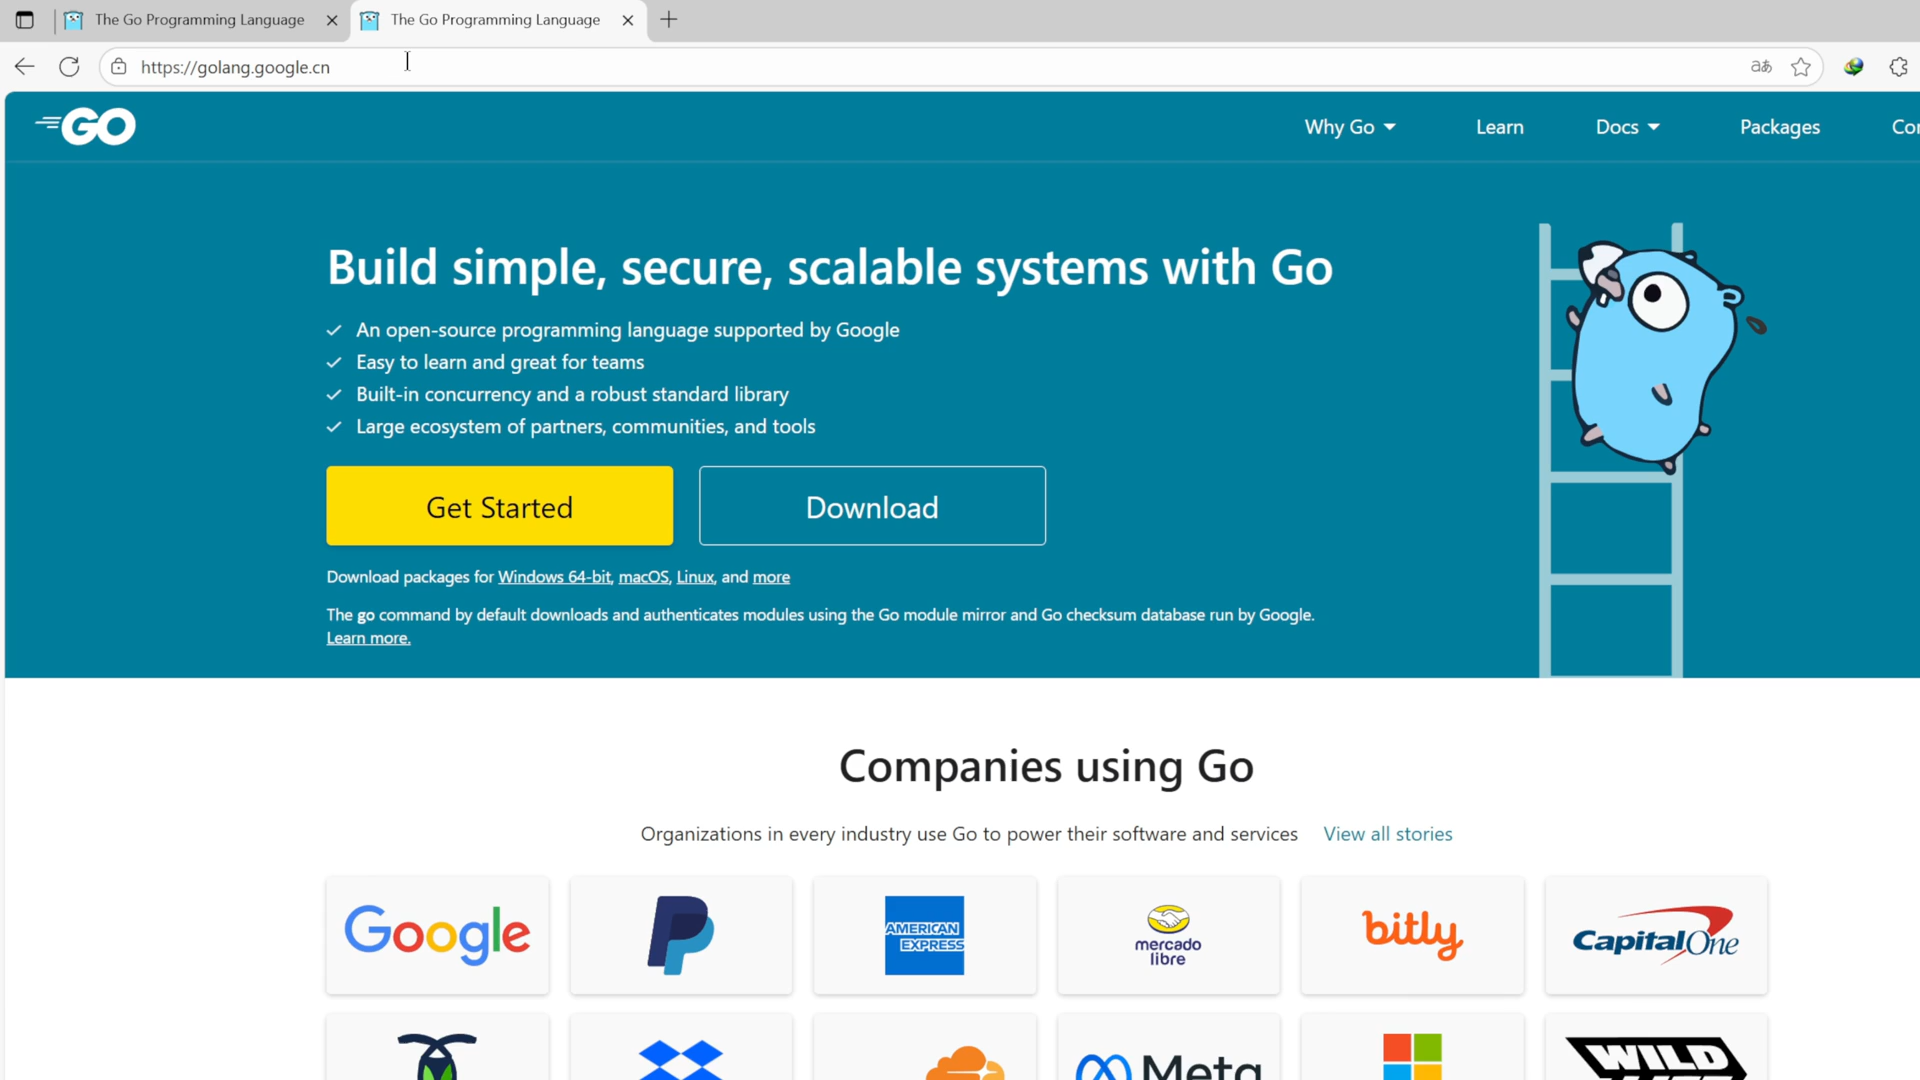 The Go Programming Language
The Go Programming Language
https://golang.google.cn
aあ
GO
Why Go
Learn
Docs
Packages
Build simple, secure, scalable systems with Go
An open-source programming language supported by Google
Easy to learn and great for teams
Built-in concurrency and a robust standard library
Large ecosystem of partners, communities, and tools
Get Started
Download
Download packages for Windows 64-bit, macOS, Linux, and more
The go command by default downloads and authenticates modules using the Go module mirror and Go checksum database run by Google.
Learn more.
Companies using Go
Organizations in every industry use Go to power their software and services View all stories
Google
AMERICAN
EXPRESS
mercado
libre
bitly
CapitalOne
Meta
WILD